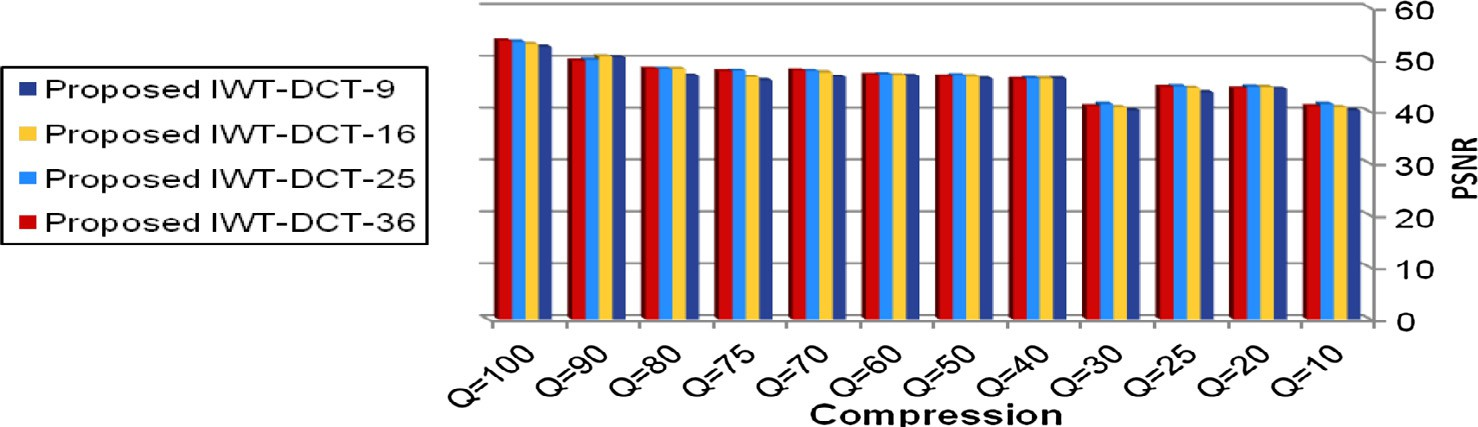 Proposed IWT-DCT-9
Proposed IWT-DCT-16
Proposed IWT-DCT-25
Proposed IWT-DCT-36
60
50
40
30
20
10
0
PSNR
Q=100
Q=90
Q=80
Q=75
Q=70
Q=60
Q=50
Q=40
Q=30
Q=25
Q=20
Q=10
Compression